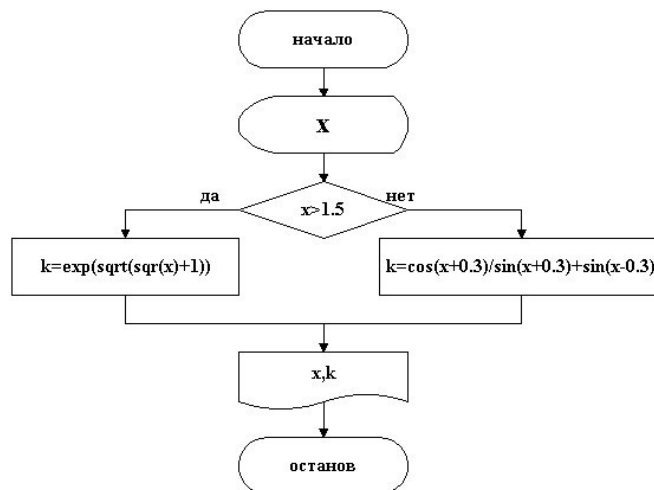 начало
X
x>1.5
да
нет
k=exp(sqrt(sqr(x)+1))
k=cos(x+0.3)/sin(x+0.3)+sin(x-0.3)
x,k
останов